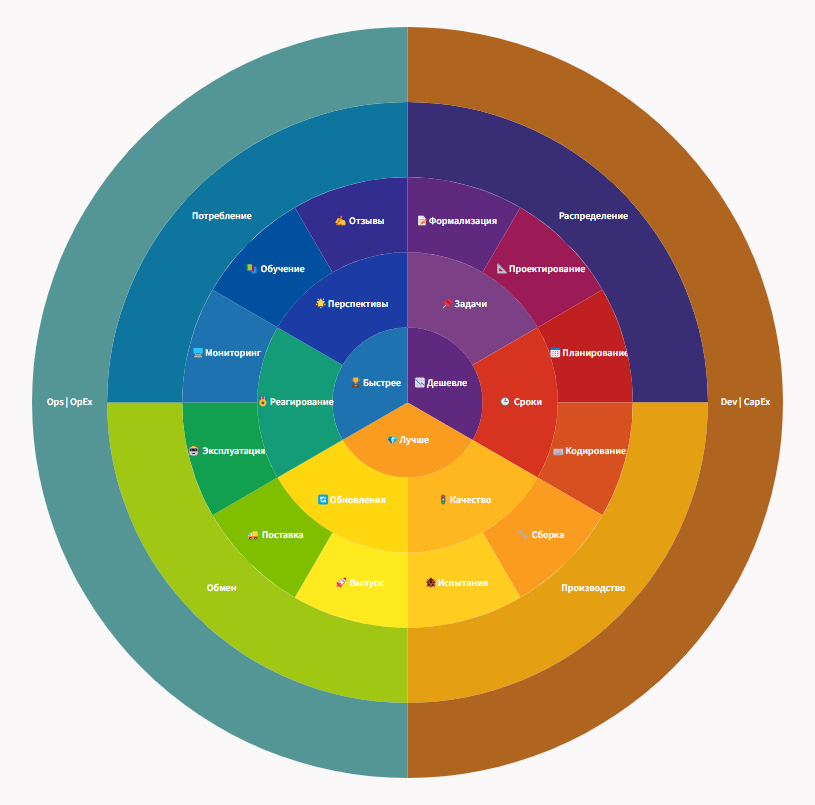 Потребление
Распределение
✍️ Отзывы
📝 Формализация
📚 Обучение
📐 Проектирование
🌟 Перспективы
📌 Задачи
🖥️ Мониторинг
📅 Планирование
🏆 Быстрее
📉 Дешевле
Ops | OpEx
Реагирование
🕒 Сроки
Dev | CapEx
💎 Лучше
Эксплуатация
⌨️ Кодирование
🔄 Обновления
🚦 Качество
🚚 Поставка
🔧 Сборка
🚀 Выпуск
🐞 Испытания
Обмен
Производство